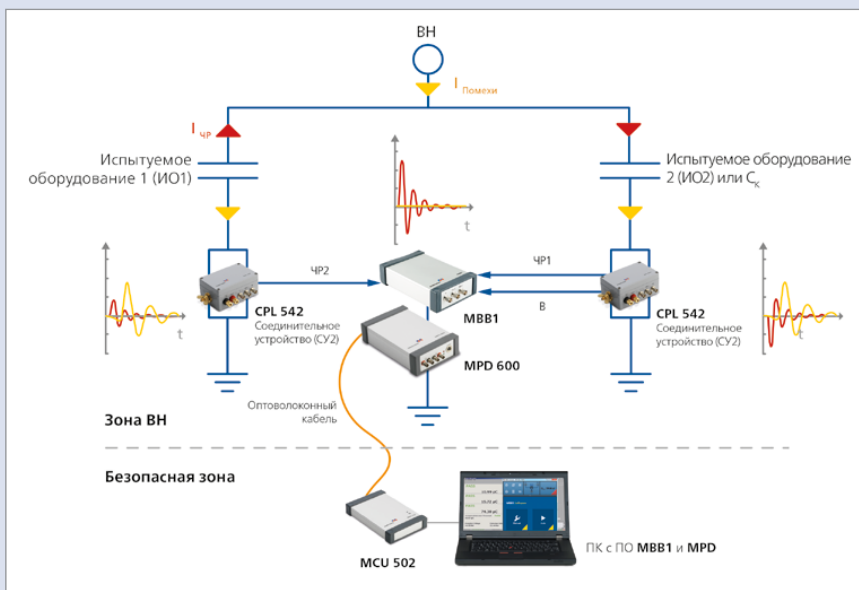 ВН
I Помехи
I ЧР
Испытуемое
оборудование 1 (ИО1)
Испытуемое оборудование
2 (ИО2) или Cк
t
ЧР2
ЧР1
В
t
t
CPL 542
Соединительное
устройство (СУ2)
MBB1
CPL 542
Соединительное
устройство (СУ2)
MPD 600
Оптоволоконный
кабель
Зона ВН
Безопасная зона
MCU 502
ПК с ПО MBB1 и MPD